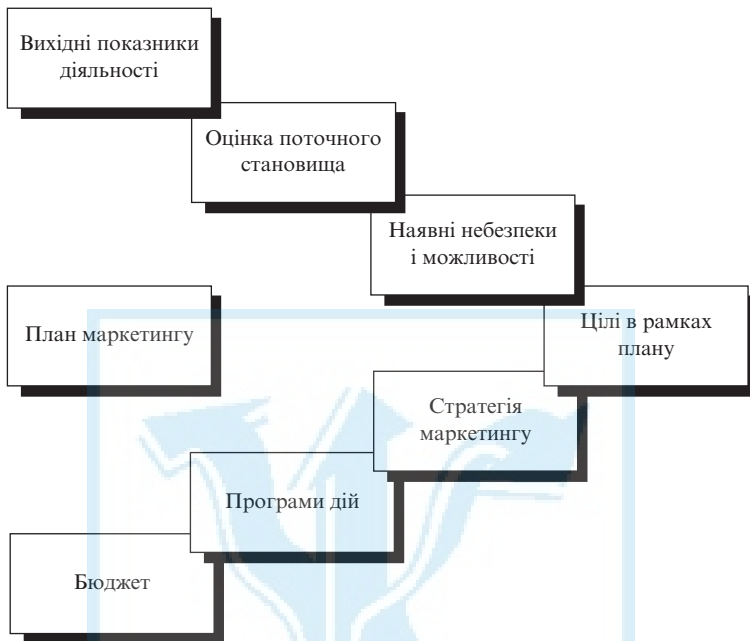 Вихідні показники
діяльності
Оцінка поточного
становища
Наявні небезпеки
і можливості
План маркетингу
Цілі в рамках
плану
Стратегія
маркетингу
Програми дій
Бюджет